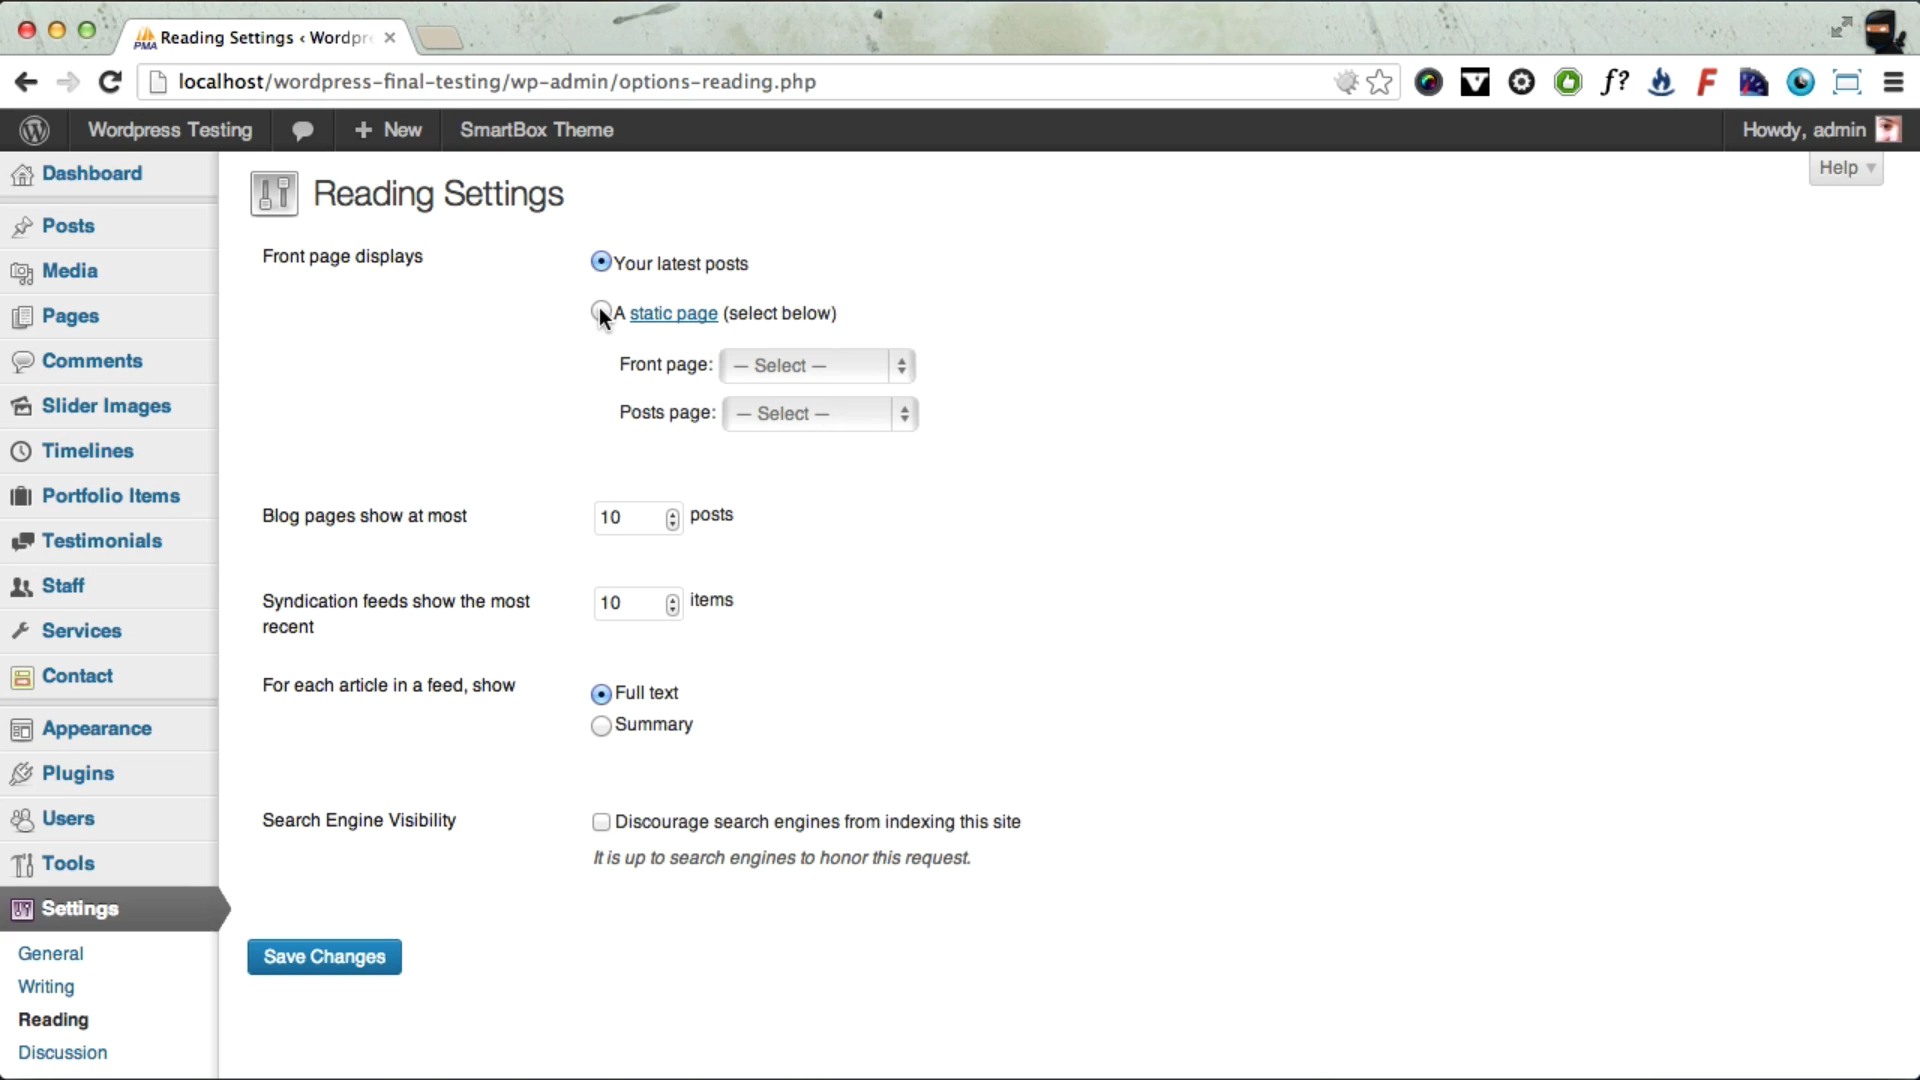 PMA
Reading Settings ‹ Wordpr
localhost/wordpress-final-testing/wp-admin/options-reading.php
f?
F
Wordpress Testing
+ New
SmartBox Theme
Howdy, admin
Help
Dashboard
Posts
Media
Pages
Comments
Slider Images
Timelines
Portfolio Items
Testimonials
Staff
Services
Contact
Appearance
Plugins
Users
Tools
Settings
General
Writing
Reading
Discussion
Reading Settings
Front page displays
Your latest posts
A static page (select below)
Front page: — Select —
Posts page: — Select —
Blog pages show at most
10 posts
Syndication feeds show the most
recent
10 items
For each article in a feed, show
Full text
Summary
Search Engine Visibility
Discourage search engines from indexing this site
It is up to search engines to honor this request.
Save Changes